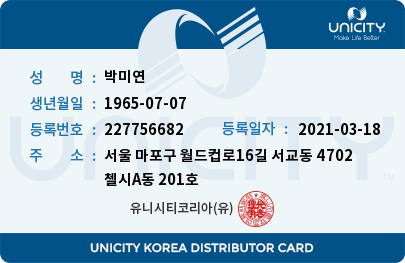 UNICITY
Make Life Better
성 명 : 박미연
생년월일 : 1965-07-07
등록번호 : 227756682 등록일자 : 2021-03-18
주 소 : 서울 마포구 월드컵로16길 서교동 4702
첼시A동 201호
유니시티코리아(유)
UNICITY
UNICITY KOREA DISTRIBUTOR CARD